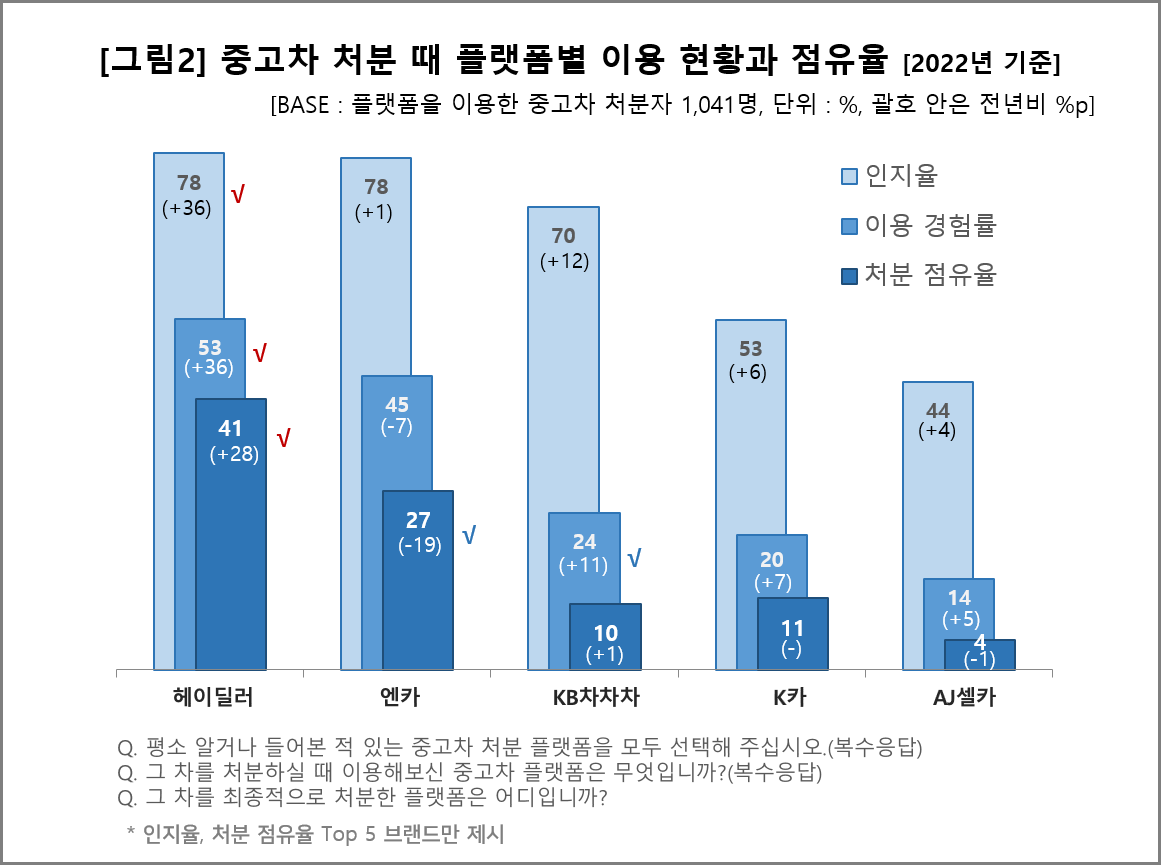 [그림2] 중고차 처분 때 플랫폼별 이용 현황과 점유율 [2022년 기준]
[BASE : 플랫폼을 이용한 중고차 처분자 1,041명, 단위 : %, 괄호 안은 전년비 %p]
인지율
이용 경험률
처분 점유율
78
(+36)
√
53
(+36)
√
41
(+28)
√
78
(+1)
45
(-7)
27
(-19)
√
70
(+12)
24
(+11)
√
10
(+1)
53
(+6)
20
(+7)
11
(-)
44
(+4)
14
(+5)
4
(-1)
헤이딜러
엔카
KB차차차
K카
AJ셀카
Q. 평소 알거나 들어본 적 있는 중고차 처분 플랫폼을 모두 선택해 주십시오.(복수응답)
Q. 그 차를 처분하실 때 이용해보신 중고차 플랫폼은 무엇입니까?(복수응답)
Q. 그 차를 최종적으로 처분한 플랫폼은 어디입니까?
* 인지율, 처분 점유율 Top 5 브랜드만 제시